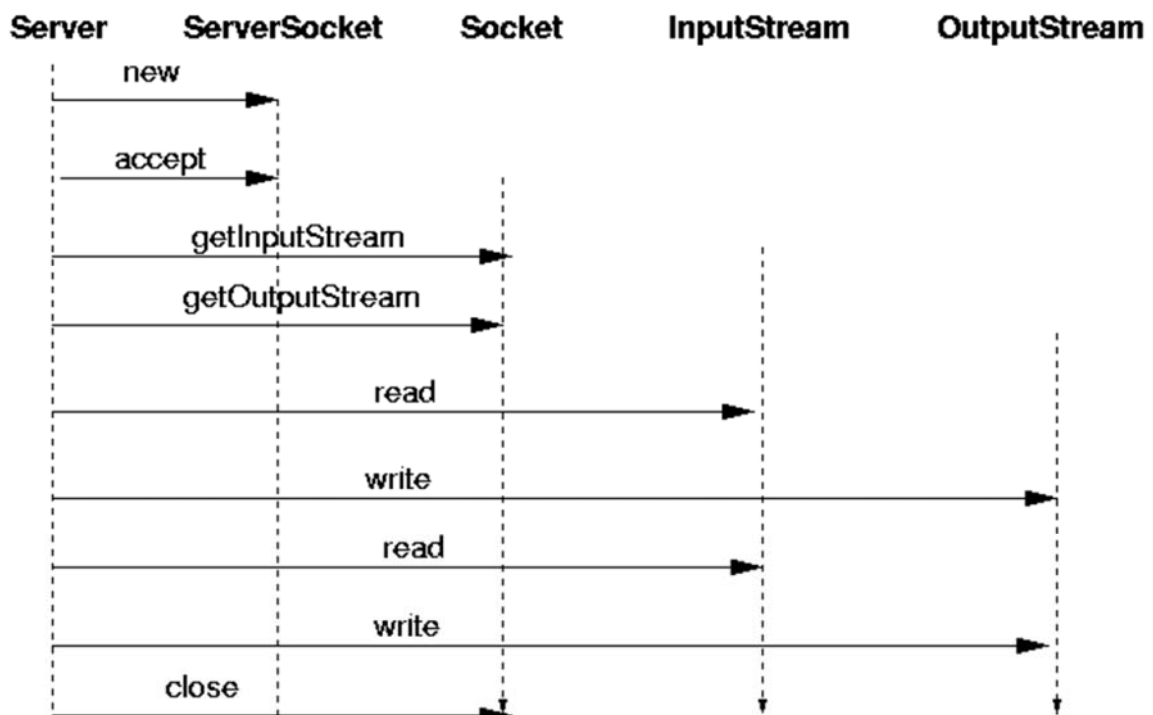 Server ServerSocket Socket InputStream OutputStream
new
accept
getInputStream
getOutputStream
read
write
read
write
close